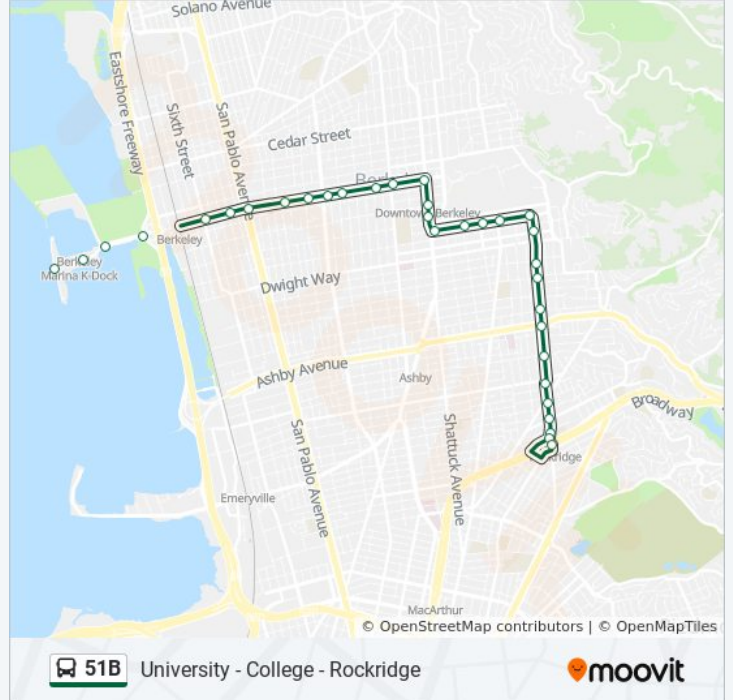 Solano Avenue
Eastshore Freeway
Sixth Street
San Pablo Avenue
Cedar Street
Downtown Berkeley
Berkeley
Marina K-Dock
Dwight Way
Ashby Avenue
Ashby
Broadway
San Pablo Avenue
Shattuck Avenue
Emeryville
MacArthur
© OpenStreetMap contributors | © OpenMapTiles
51B University - College - Rockridge
moovit